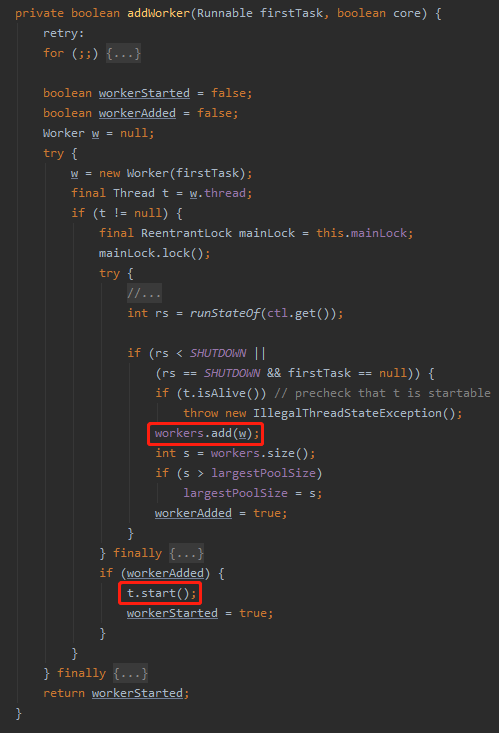 private boolean addWorker(Runnable firstTask, boolean core) {
    retry:
    for (;;) {...}

    boolean workerStarted = false;
    boolean workerAdded = false;
    Worker w = null;
    try {
        w = new Worker(firstTask);
        final Thread t = w.thread;
        if (t != null) {
            final ReentrantLock mainLock = this.mainLock;
            mainLock.lock();
            try {
                //...
                int rs = runStateOf(ctl.get());

                if (rs < SHUTDOWN ||
                    (rs == SHUTDOWN && firstTask == null)) {
                    if (t.isAlive()) // precheck that t is startable
                        throw new IllegalThreadStateException();
                    workers.add(w);
                    int s = workers.size();
                    if (s > largestPoolSize)
                        largestPoolSize = s;
                    workerAdded = true;
                }
            } finally {...}
            if (workerAdded) {
                t.start();
                workerStarted = true;
            }
        }
    } finally {...}
    return workerStarted;
}